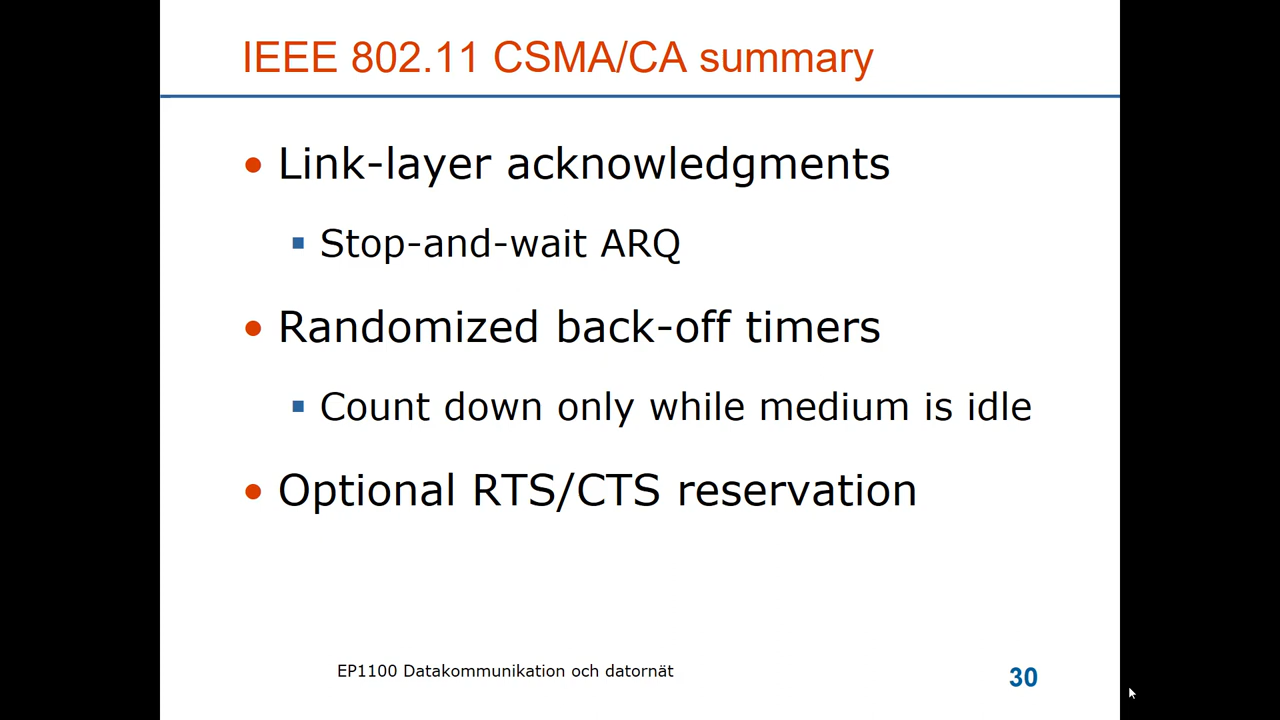 IEEE 802.11 CSMA/CA summary
Link-layer acknowledgments
Stop-and-wait ARQ
Randomized back-off timers
Count down only while medium is idle
Optional RTS/CTS reservation
EP1100 Datakommunikation och datornät
30